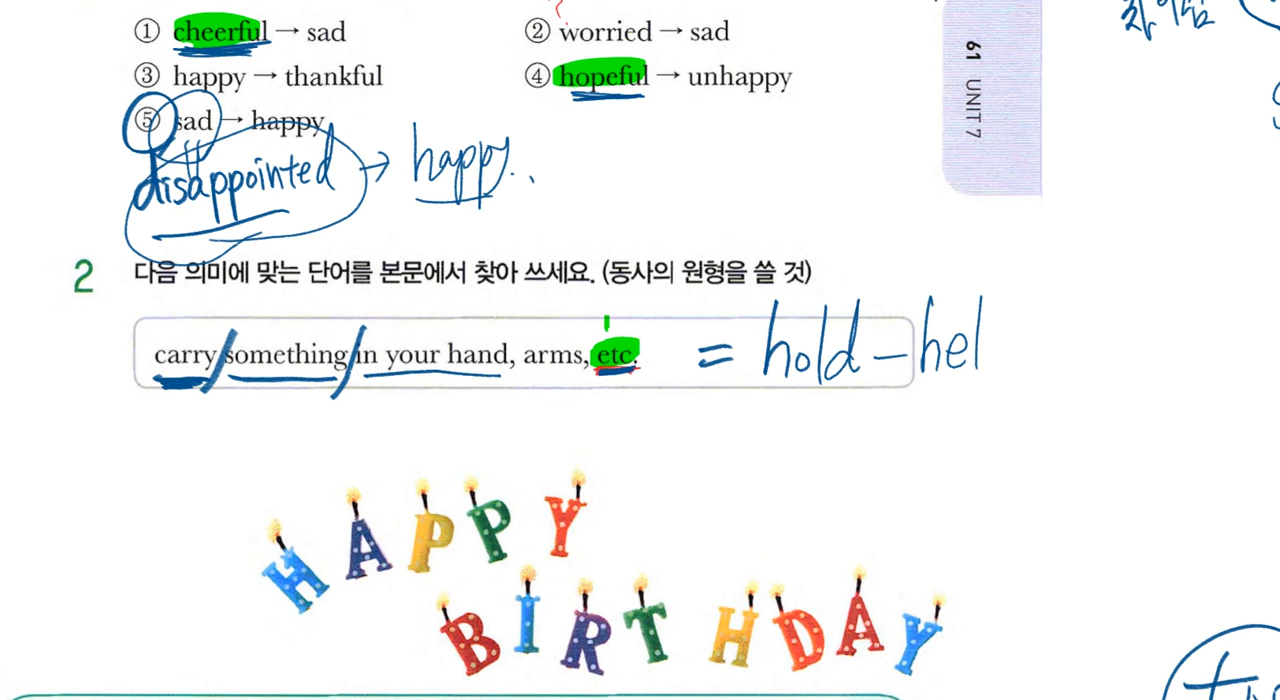 ① cheerful → sad ② worried → sad
③ happy → thankful ④ hopeful → unhappy
⑤ sad → happy
disappointed → happy..
2 다음 의미에 맞는 단어를 본문에서 찾아 쓰세요. (동사의 원형을 쓸 것)
carry something in your hand, arms, etc. = hold - hel
HAPPY
BIRTHDAY
61 UNIT 7